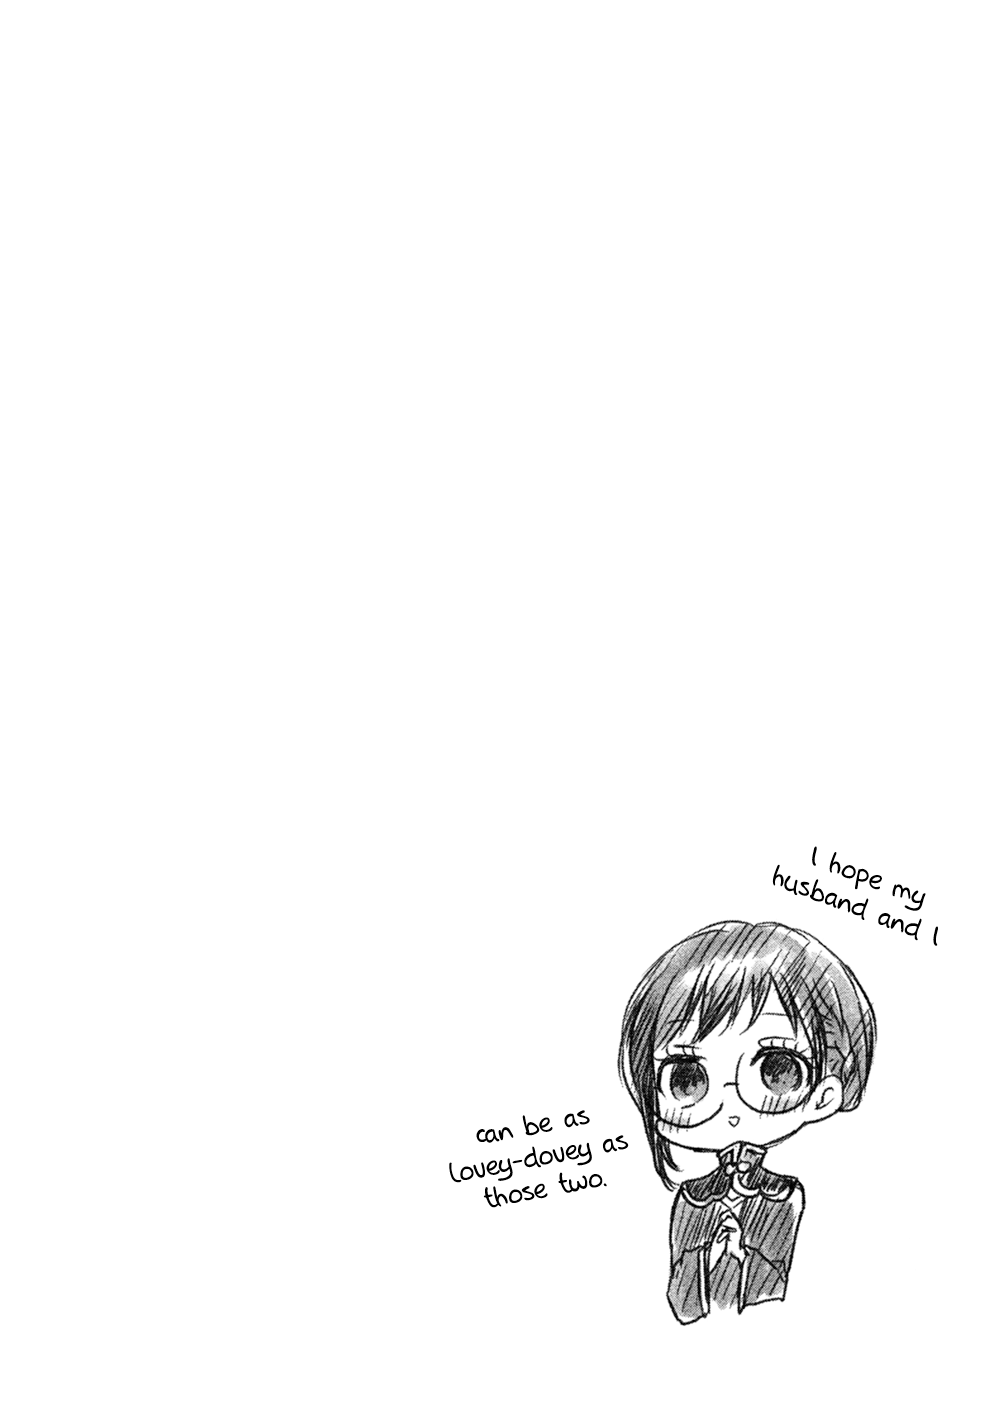 I hope my
husband and I
can be as
lovey-dovey as
those two.